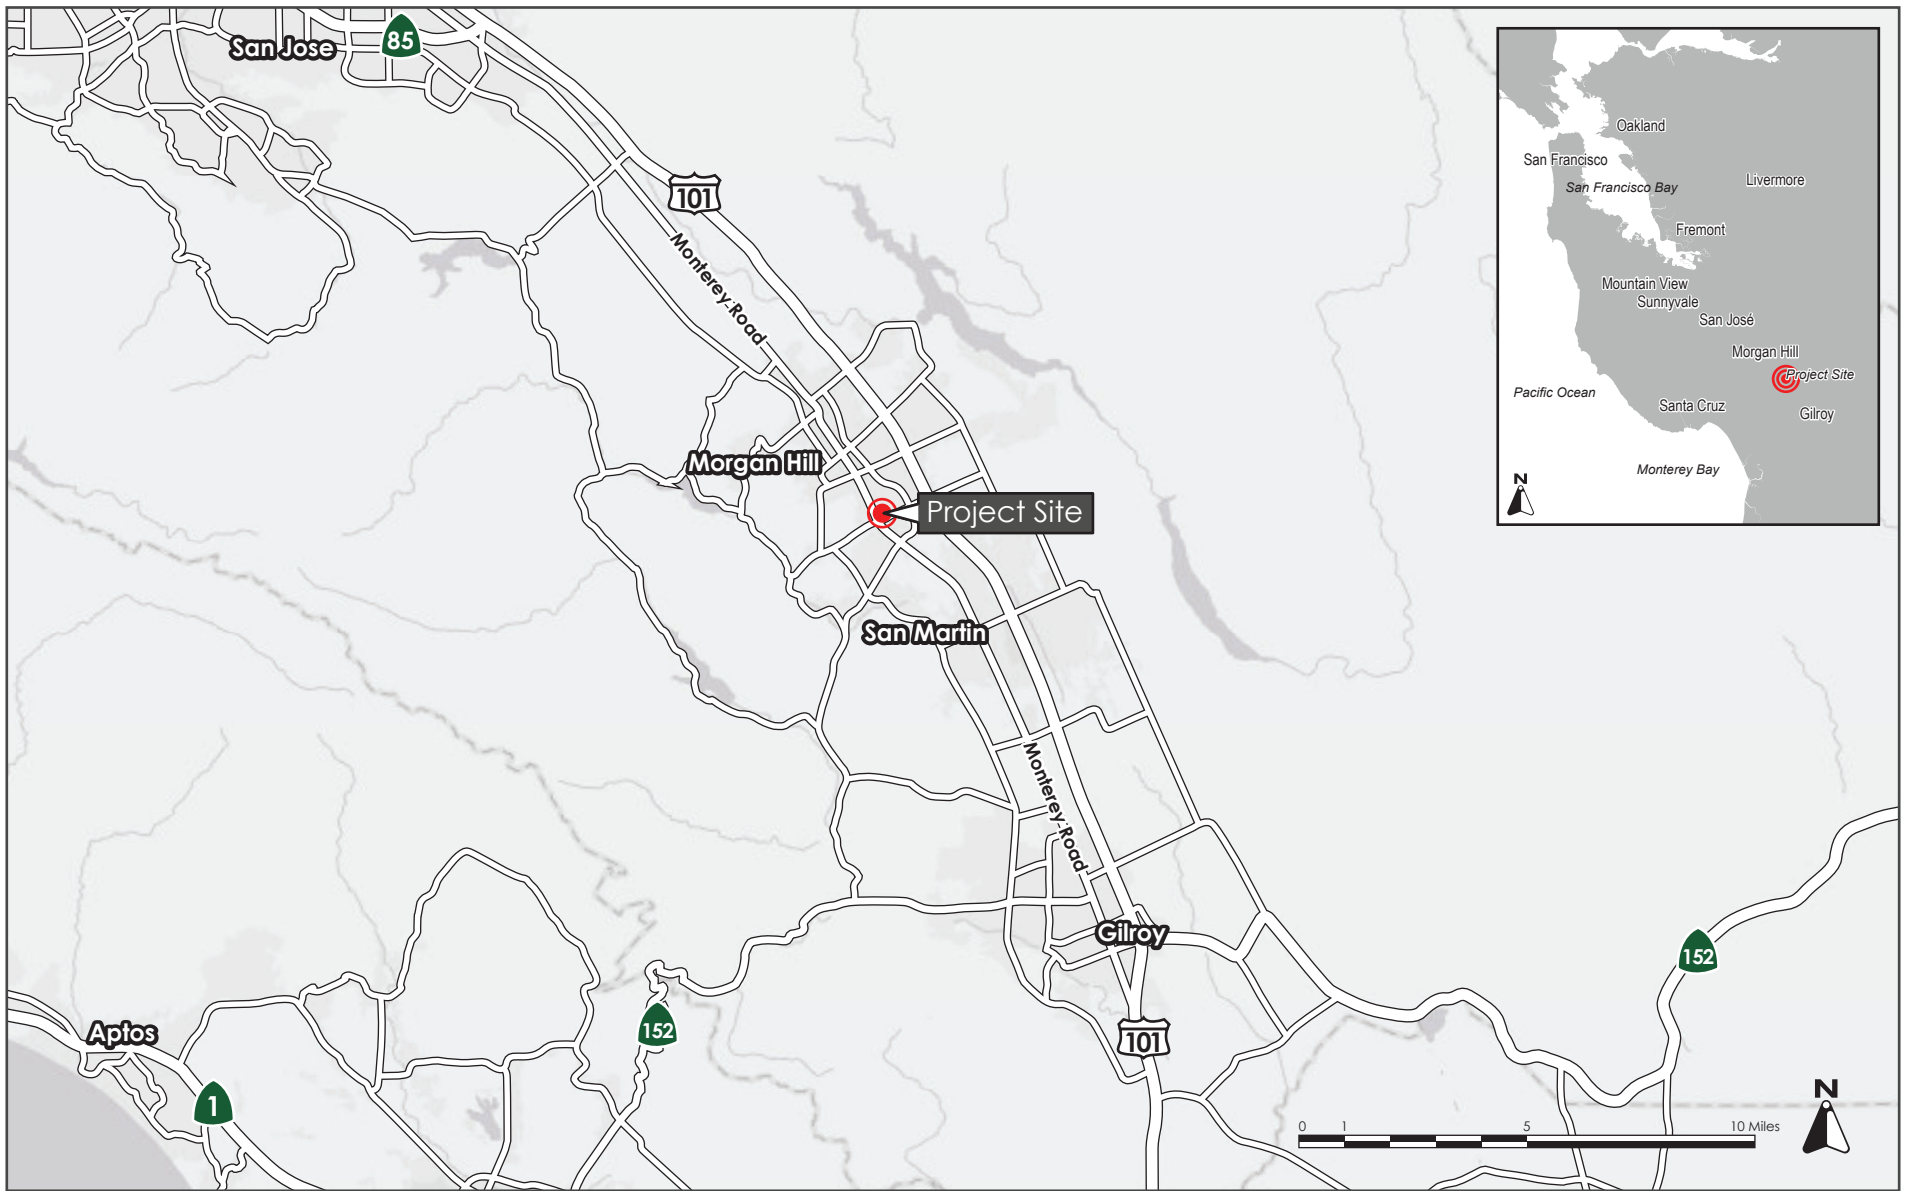 San Jose
85
101
Monterey Road
Morgan Hill
Project Site
San Martin
Monterey Road
Gilroy
152
152
Aptos
101
1
0 1 5 10 Miles
N
Oakland
San Francisco
San Francisco Bay
Livermore
Fremont
Mountain View
Sunnyvale
San José
Morgan Hill
Project Site
Pacific Ocean
Santa Cruz
Gilroy
Monterey Bay
N